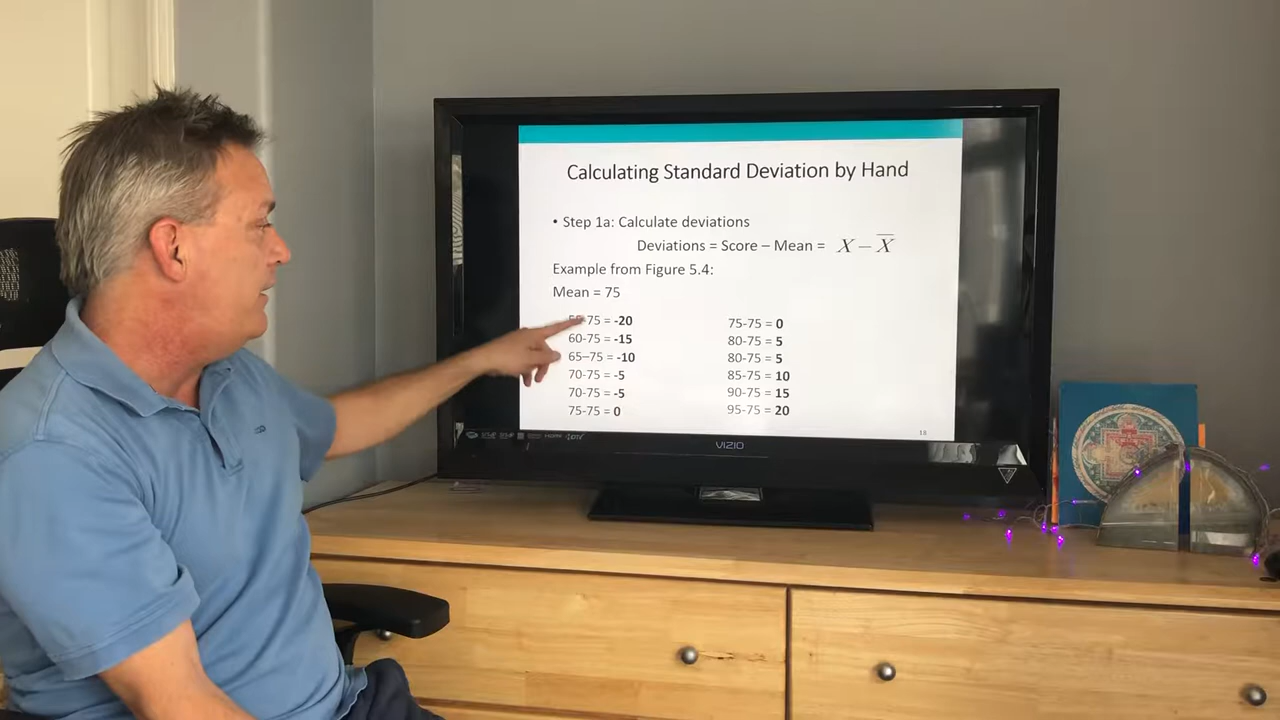 Calculating Standard Deviation by Hand
• Step 1a: Calculate deviations
Deviations = Score – Mean = X – X̅
Example from Figure 5.4:
Mean = 75
-75 = -20
60-75 = -15
65–75 = -10
70-75 = -5
70-75 = -5
75-75 = 0
75-75 = 0
80-75 = 5
80-75 = 5
85-75 = 10
90-75 = 15
95-75 = 20
18
VIZIO